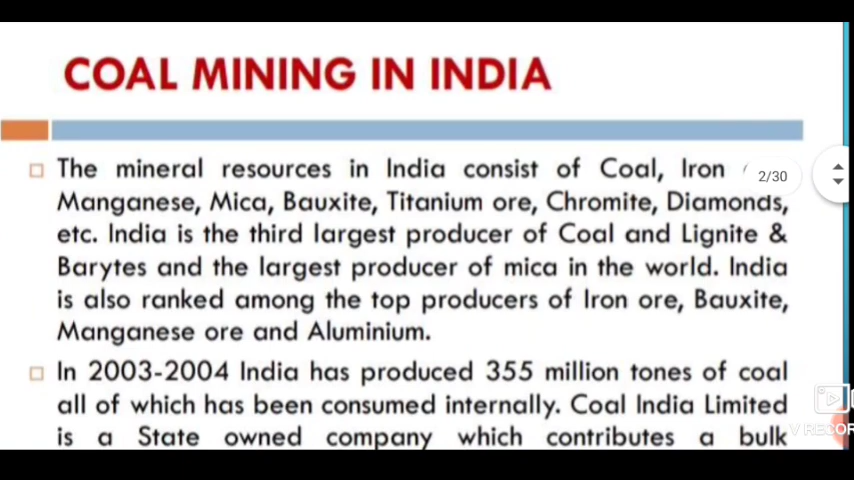 COAL MINING IN INDIA
The mineral resources in India consist of Coal, Iron
2/30
Manganese, Mica, Bauxite, Titanium ore, Chromite, Diamonds,
etc. India is the third largest producer of Coal and Lignite &
Barytes and the largest producer of mica in the world. India
is also ranked among the top producers of Iron ore, Bauxite,
Manganese ore and Aluminium.
In 2003-2004 India has produced 355 million tones of coal
all of which has been consumed internally. Coal India Limited
is a State owned company which contributes a bulk
V RECOR